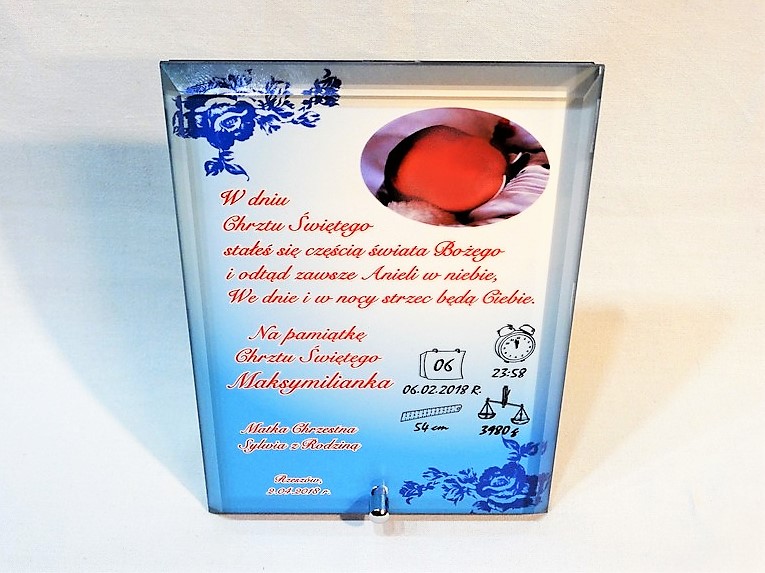 W dniu
Chrztu Świętego
stałeś się częścią świata Bożego
i odtąd zawsze Anieli w niebie,
We dnie i w nocy strzec będą Ciebie.
Na pamiątkę
Chrztu Świętego
Maksymilianka
06
06.02.2018 R.
23:58
54 cm
3980 g
Matka Chrzestna
Sylwia z Rodziną
Rzeszów,
2.04.2018 r.